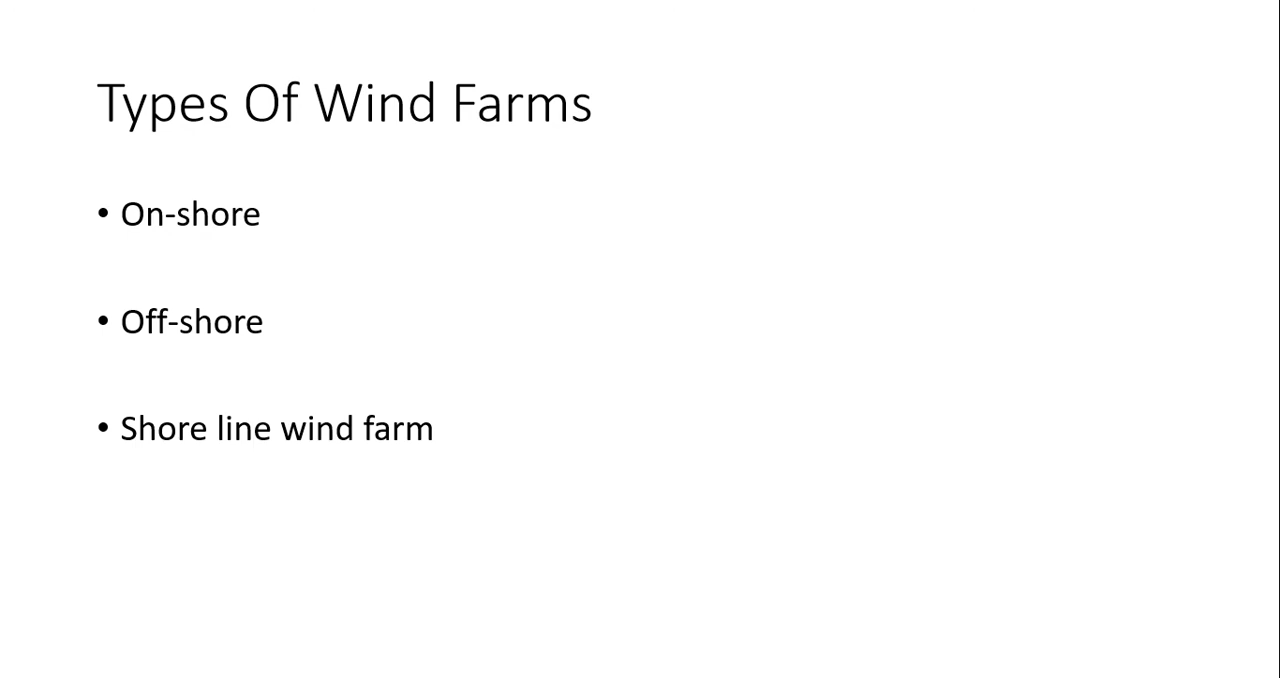 Types Of Wind Farms
• On-shore
• Off-shore
• Shore line wind farm